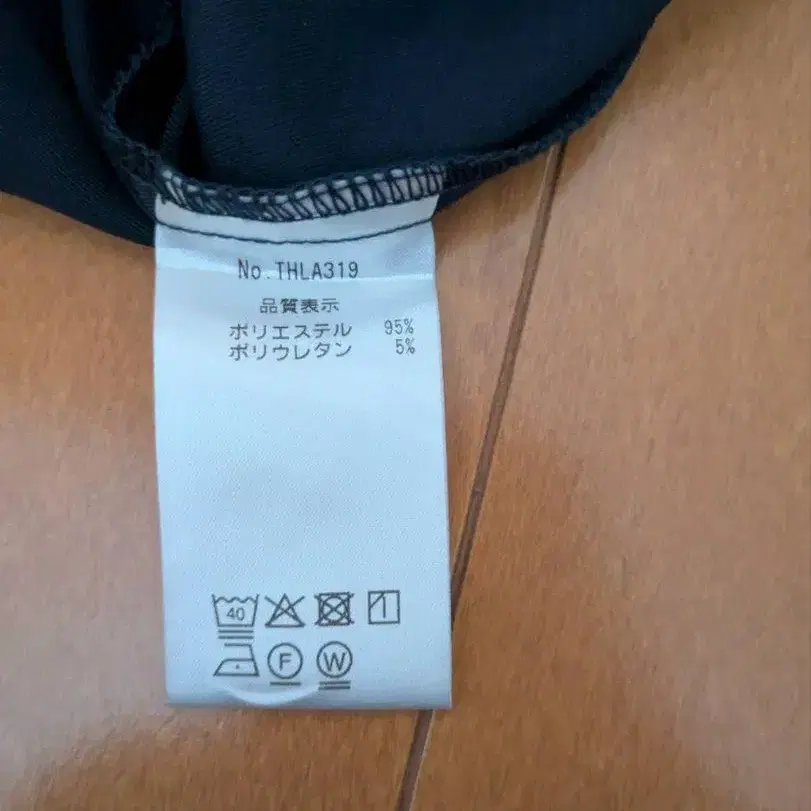 No.THLA319
品質表示
ポリエステル 95%
ポリウレタン 5%
40
F W